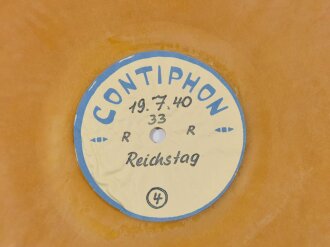 CONTIPHON
19.7.40
33
R R
Reichstag
4